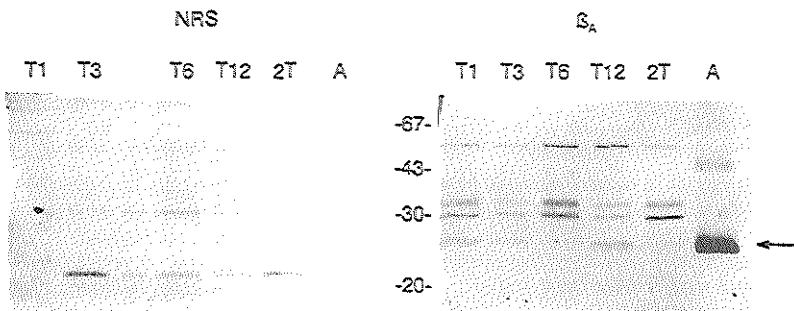 NRS
T1 T3 T6 T12 2T A
ß_A
T1 T3 T6 T12 2T A
-67-
-43-
-30-
-20-